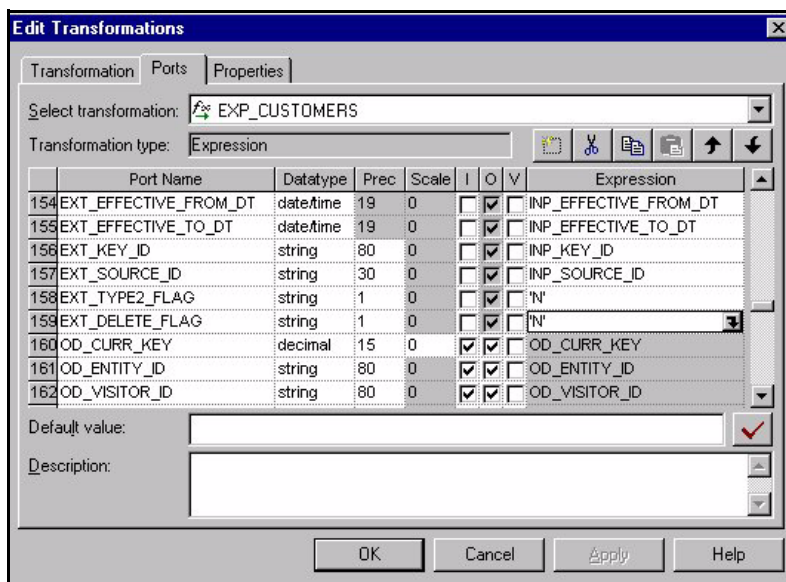 Edit Transformations
Transformation Ports Properties
Select transformation: EXP_CUSTOMERS
Transformation type: Expression
Port Name Datatype Prec Scale I O V Expression
154 EXT_EFFECTIVE_FROM_DT date/time 19 0 INP_EFFECTIVE_FROM_DT
155 EXT_EFFECTIVE_TO_DT date/time 19 0 INP_EFFECTIVE_TO_DT
156 EXT_KEY_ID string 80 0 INP_KEY_ID
157 EXT_SOURCE_ID string 30 0 INP_SOURCE_ID
158 EXT_TYPE2_FLAG string 1 0 'N'
159 EXT_DELETE_FLAG string 1 0 'N'
160 OD_CURR_KEY decimal 15 0 OD_CURR_KEY
161 OD_ENTITY_ID string 80 0 OD_ENTITY_ID
162 OD_VISITOR_ID string 80 0 OD_VISITOR_ID
Default value:
Description:
OK Cancel Apply Help